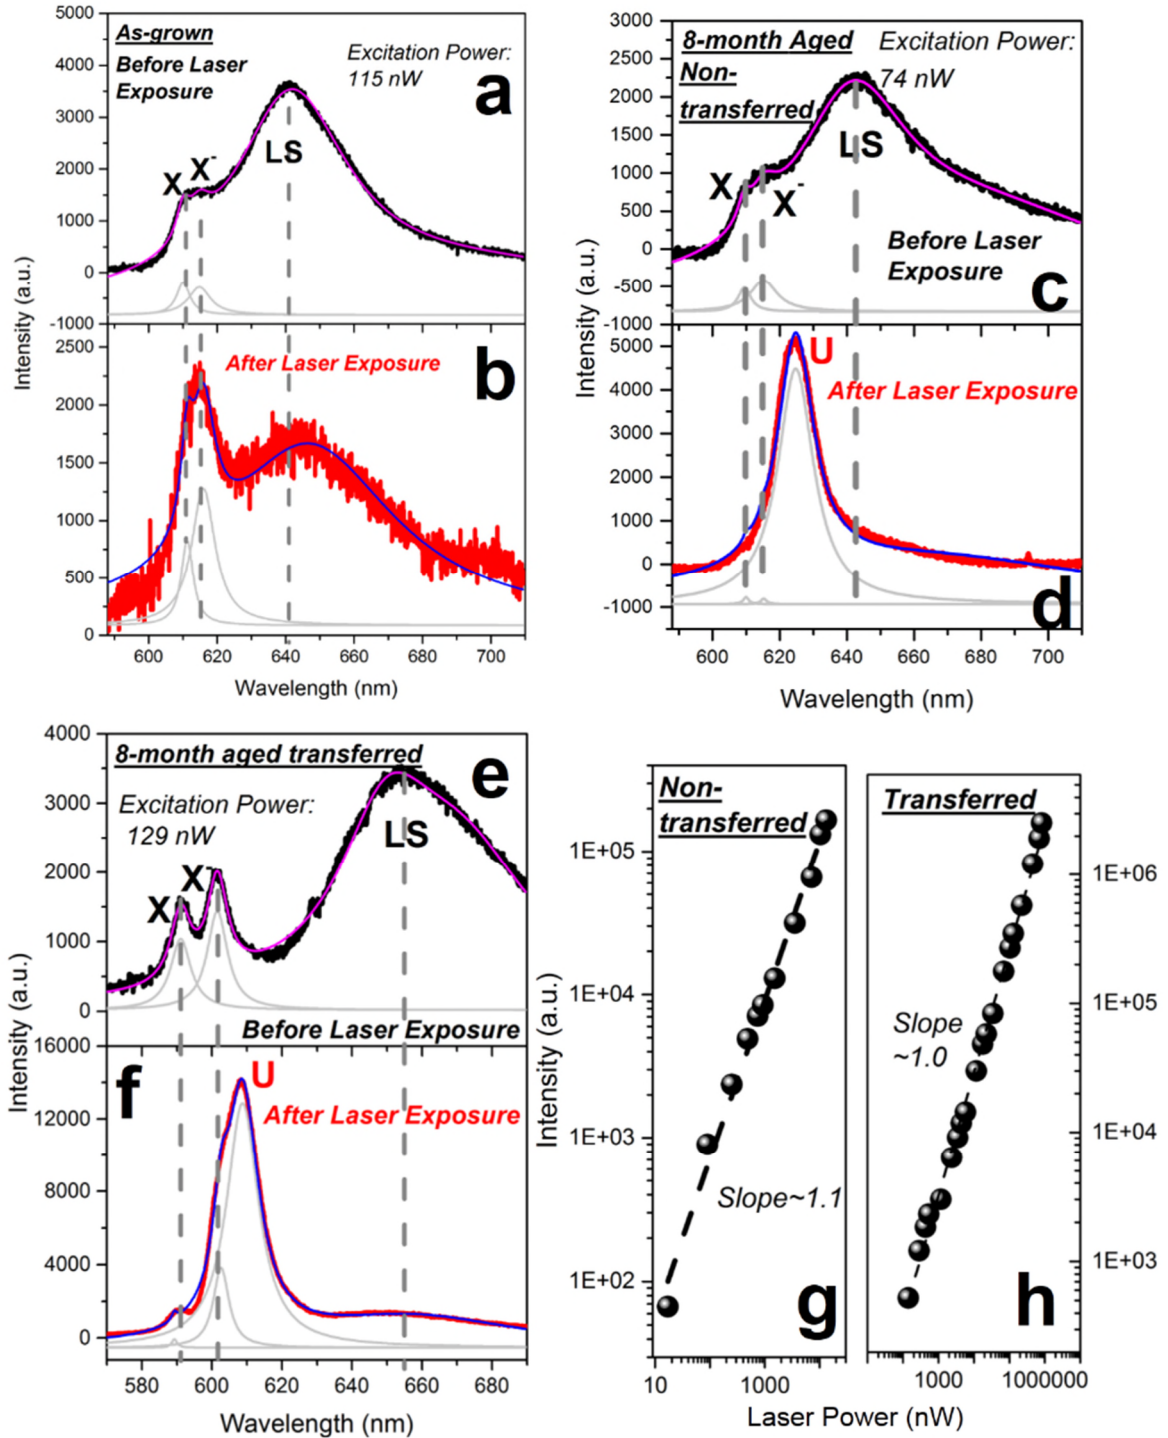 As-grown
Before Laser
Exposure
Excitation Power:
115 nW
a
X
X-
LS
5000
4000
3000
2000
1000
0
-1000
Intensity (a.u.)
After Laser Exposure
b
2500
2000
1500
1000
500
0
600
620
640
660
680
700
Wavelength (nm)
8-month Aged
Non-
transferred
Excitation Power:
74 nW
X
X-
LS
Before Laser
Exposure
c
3000
2500
2000
1500
1000
500
0
-500
-1000
Intensity (a.u.)
U
After Laser Exposure
d
5000
4000
3000
2000
1000
0
-1000
600
620
640
660
680
700
Wavelength (nm)
8-month aged transferred
e
Excitation Power:
129 nW
X
X-
LS
Before Laser Exposure
4000
3000
2000
1000
0
Intensity (a.u.)
f
U
After Laser Exposure
16000
12000
8000
4000
0
580
600
620
640
660
680
Wavelength (nm)
Non-
transferred
Slope~1.1
g
1E+05
1E+04
1E+03
1E+02
Intensity (a.u.)
10
1000
Transferred
Slope
~1.0
h
1E+06
1E+05
1E+04
1E+03
1000
1000000
Laser Power (nW)